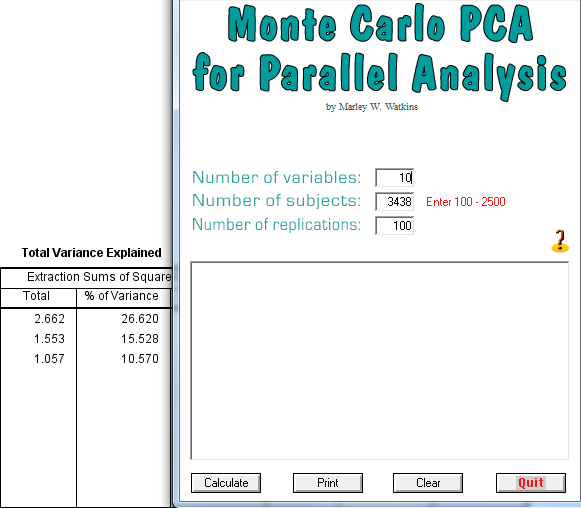 Monte Carlo PCA
for Parallel Analysis
by Marley W. Watkins
Number of variables: 10
Number of subjects: 3438 Enter 100 - 2500
Number of replications: 100
?
Total Variance Explained
Extraction Sums of Square
Total % of Variance
2.662 26.620
1.553 15.528
1.057 10.570
Calculate Print Clear Quit